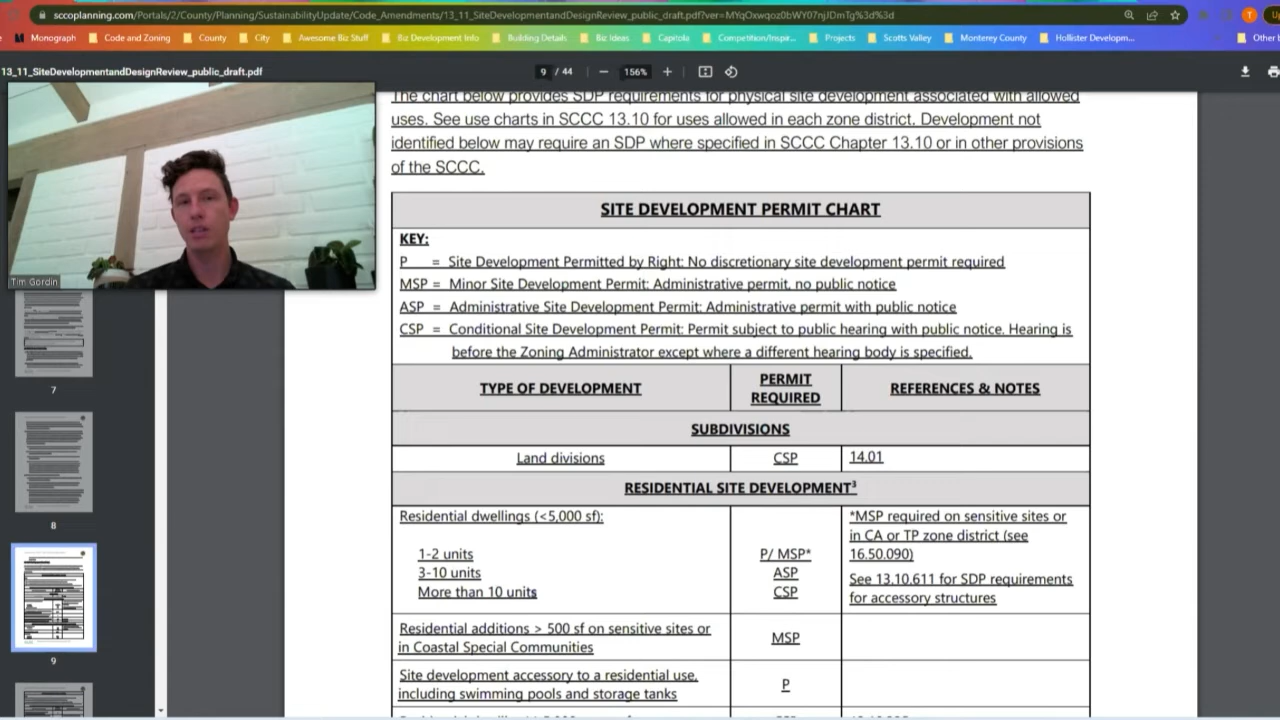 sccoplanning.com/Portals/2/County/Planning/SustainabilityUpdate/Code_Amendments/13_11_SiteDevelopmentandDesignReview_public_draft.pdf?ver=MYqOxwqoz0bWY07njJDmTg%3d%3d
Monograph Code and Zoning County City Awesome Biz Stuff Biz Development Info Building Details Biz Ideas Capitola Competition/Inspir... Projects Scotts Valley Monterey County Hollister Developm... Other b
13_11_SiteDevelopmentandDesignReview_public_draft.pdf 9 / 44 — 156% +
Tim Gordin
7
8
9
The chart below provides SDP requirements for physical site development associated with allowed
uses. See use charts in SCCC 13.10 for uses allowed in each zone district. Development not
identified below may require an SDP where specified in SCCC Chapter 13.10 or in other provisions
of the SCCC.
SITE DEVELOPMENT PERMIT CHART
KEY:
P = Site Development Permitted by Right: No discretionary site development permit required
MSP = Minor Site Development Permit: Administrative permit, no public notice
ASP = Administrative Site Development Permit: Administrative permit with public notice
CSP = Conditional Site Development Permit: Permit subject to public hearing with public notice. Hearing is
before the Zoning Administrator except where a different hearing body is specified.
TYPE OF DEVELOPMENT PERMIT REQUIRED REFERENCES & NOTES
SUBDIVISIONS
Land divisions CSP 14.01
RESIDENTIAL SITE DEVELOPMENT³
Residential dwellings (<5,000 sf):
1-2 units P/ MSP*
3-10 units ASP
More than 10 units CSP
*MSP required on sensitive sites or
in CA or TP zone district (see
16.50.090)
See 13.10.611 for SDP requirements
for accessory structures
Residential additions > 500 sf on sensitive sites or
in Coastal Special Communities MSP
Site development accessory to a residential use,
including swimming pools and storage tanks P